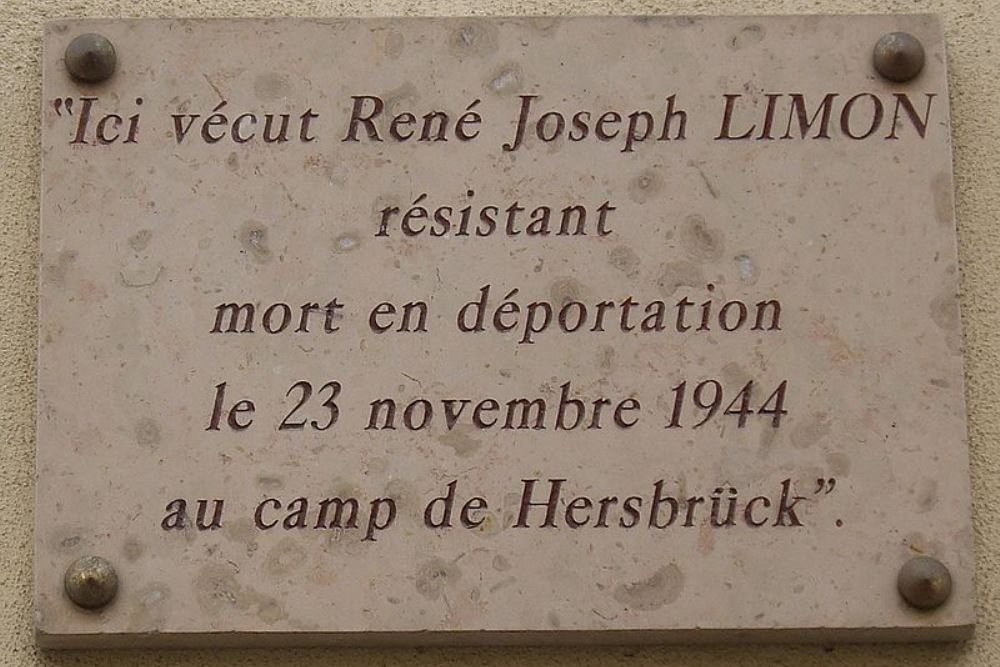 "Ici vécut René Joseph LIMON
résistant
mort en déportation
le 23 novembre 1944
au camp de Hersbrück".